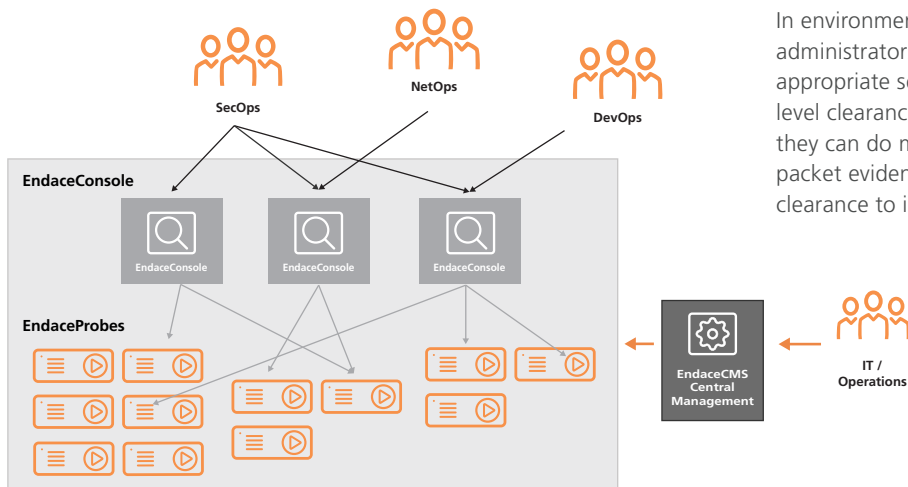 SecOps
NetOps
DevOps
In environmen
administrator
appropriate se
level clearanc
they can do m
packet eviden
clearance to i
EndaceConsole
EndaceConsole
EndaceConsole
EndaceConsole
EndaceProbes
EndaceCMS
Central
Management
IT /
Operations